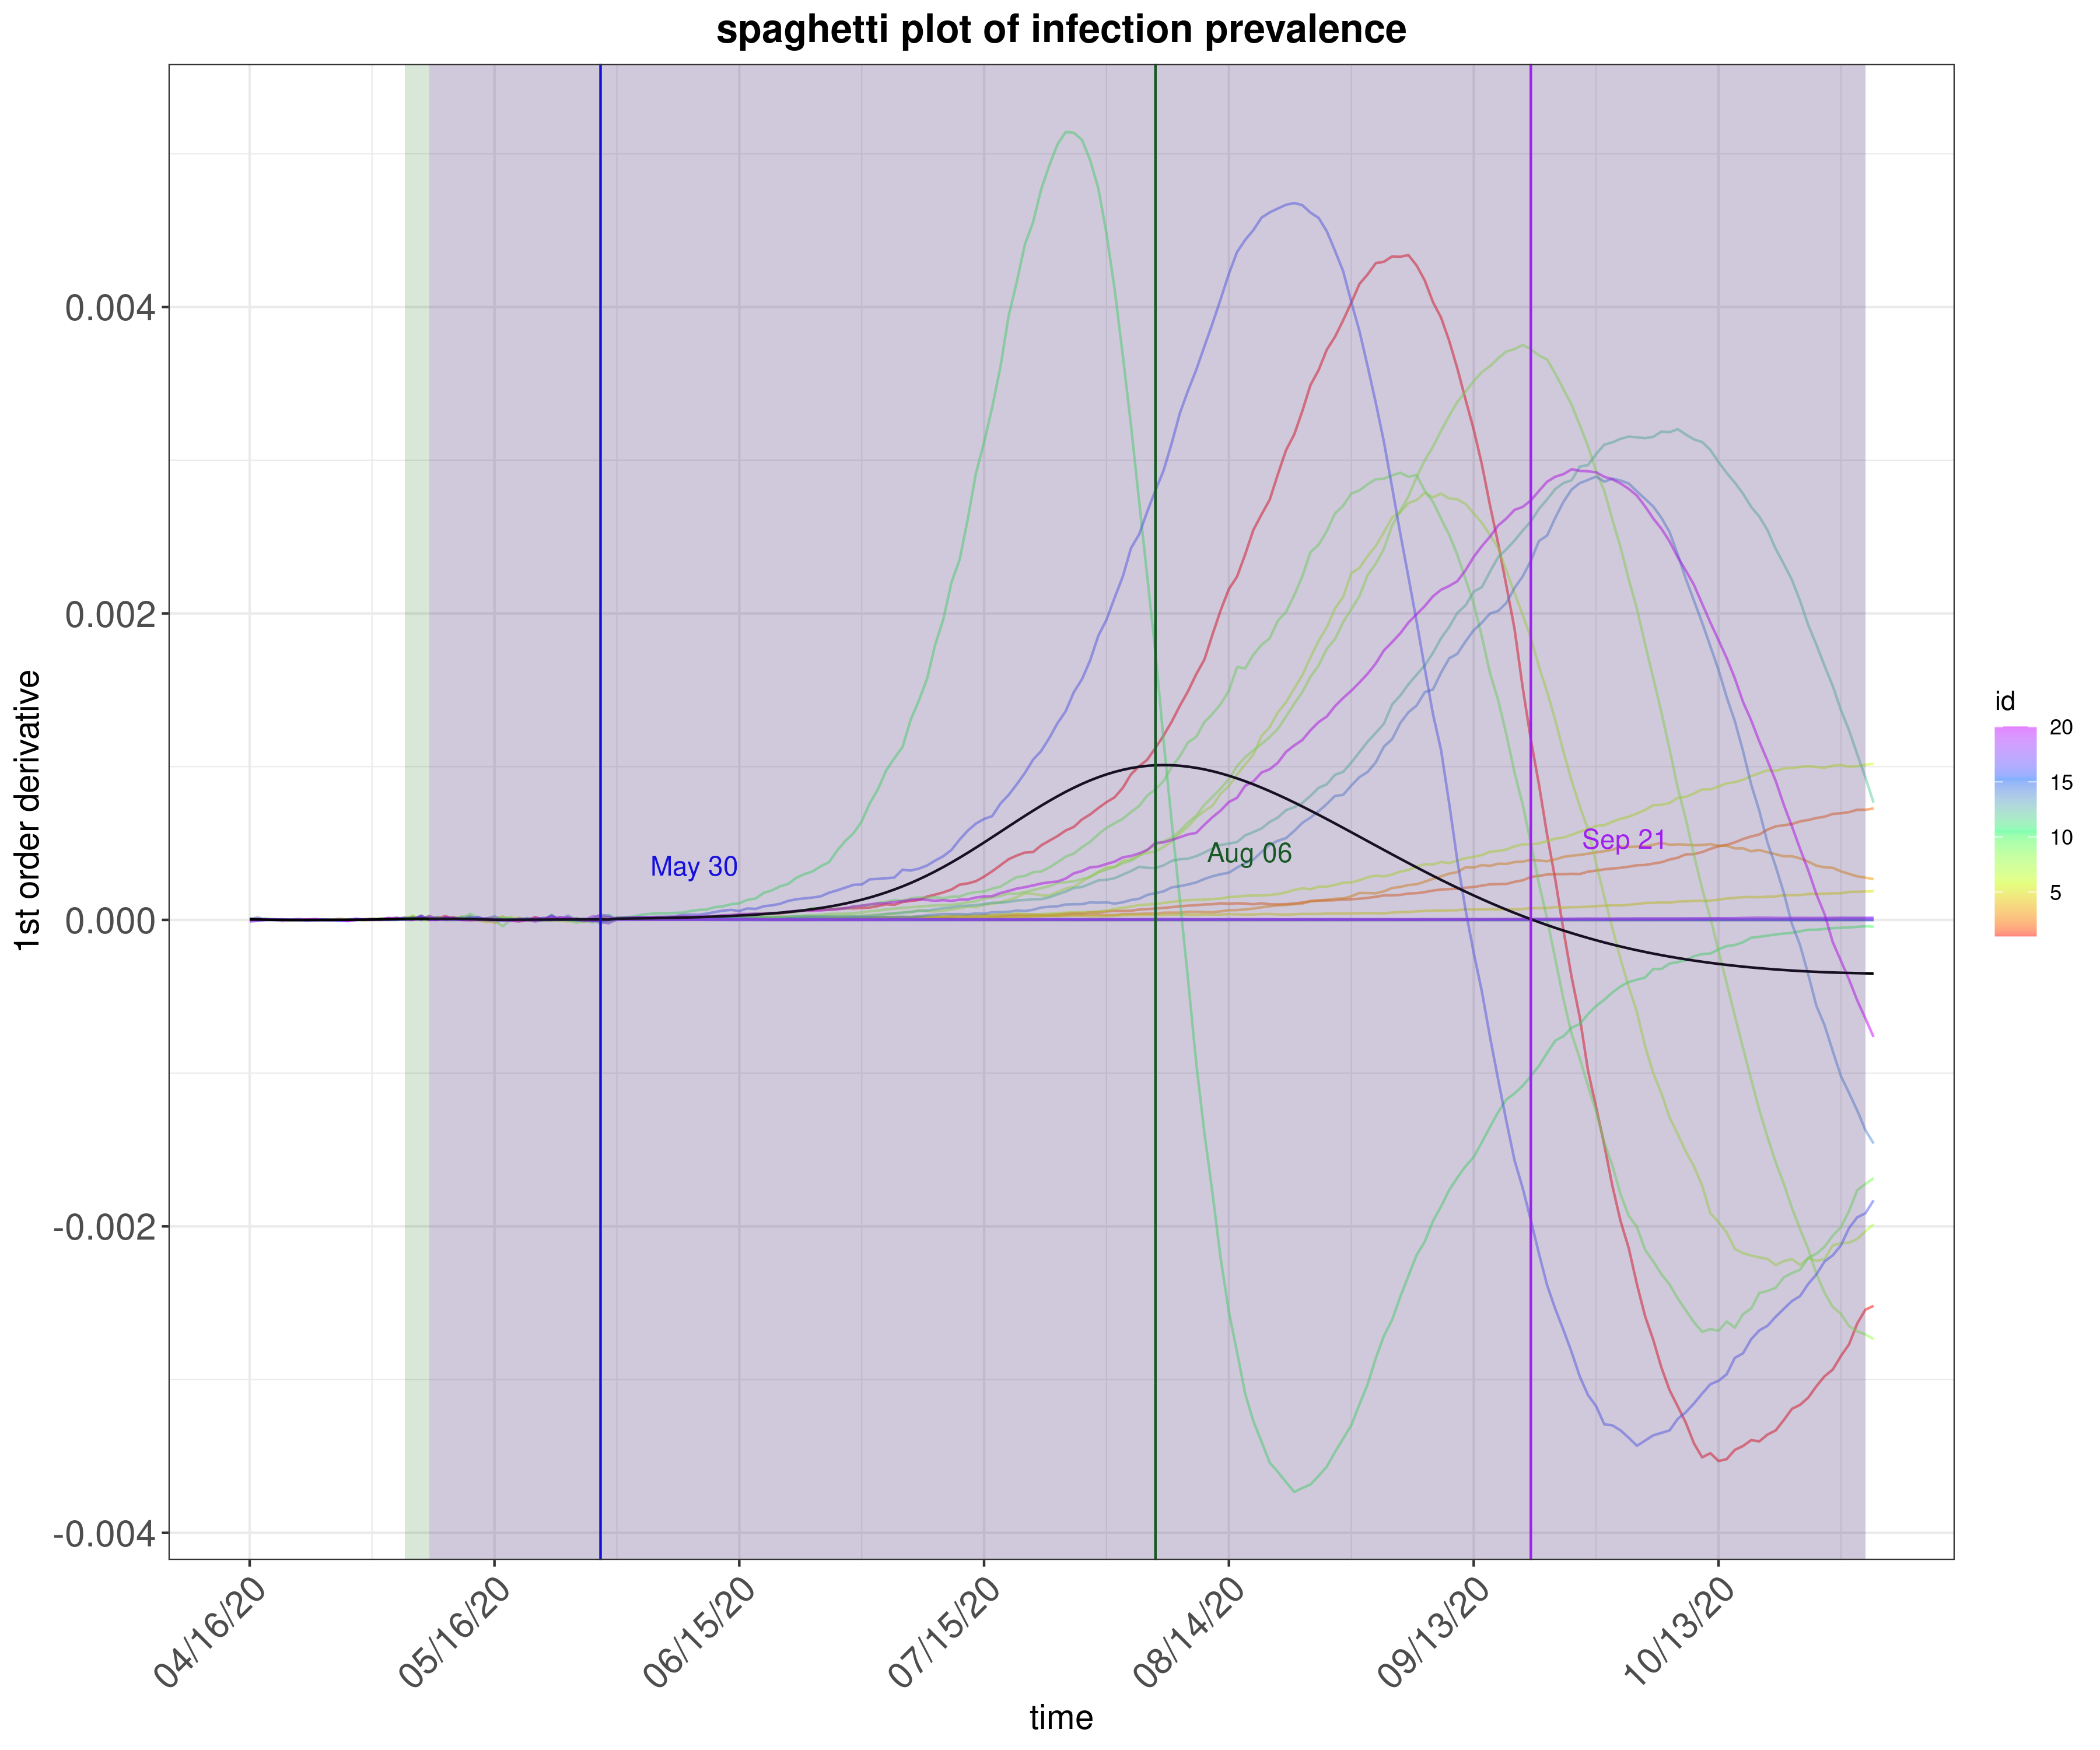 spaghetti plot of infection prevalence
1st order derivative
0.004
0.002
0.000
-0.002
-0.004
May 30
Aug 06
Sep 21
04/16/20
05/16/20
06/15/20
07/15/20
08/14/20
09/13/20
10/13/20
time
id
20
15
10
5